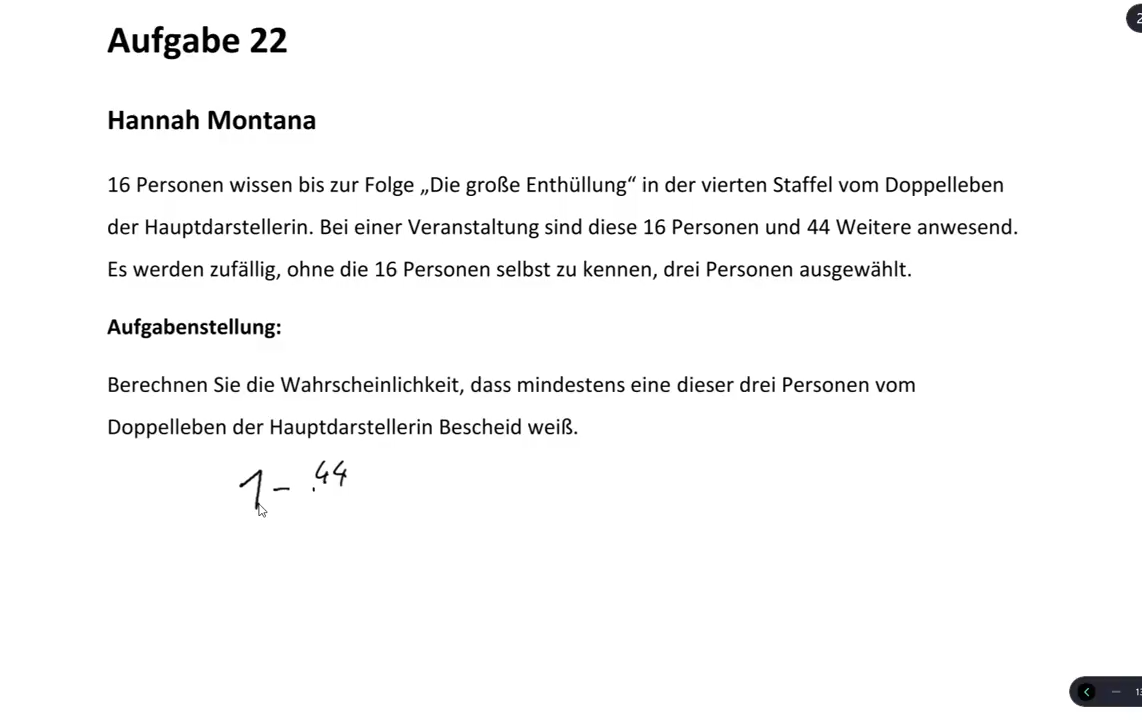 2
Aufgabe 22
Hannah Montana
16 Personen wissen bis zur Folge „Die große Enthüllung“ in der vierten Staffel vom Doppelleben
der Hauptdarstellerin. Bei einer Veranstaltung sind diese 16 Personen und 44 Weitere anwesend.
Es werden zufällig, ohne die 16 Personen selbst zu kennen, drei Personen ausgewählt.
Aufgabenstellung:
Berechnen Sie die Wahrscheinlichkeit, dass mindestens eine dieser drei Personen vom
Doppelleben der Hauptdarstellerin Bescheid weiß.
1 - 44